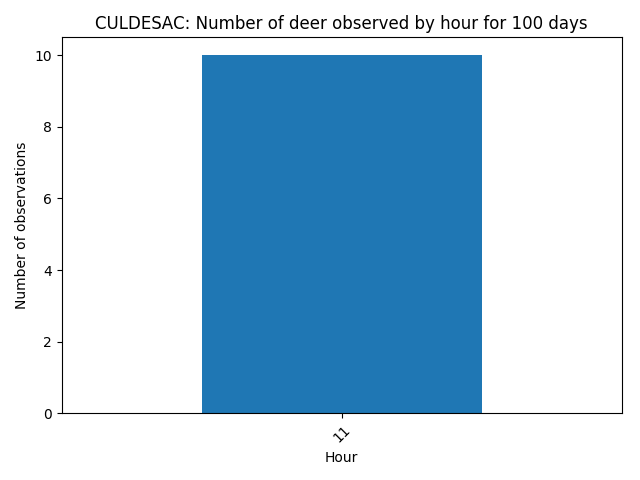 CULDESAC: Number of deer observed by hour for 100 days
10
8
6
4
2
0
Number of observations
11
Hour